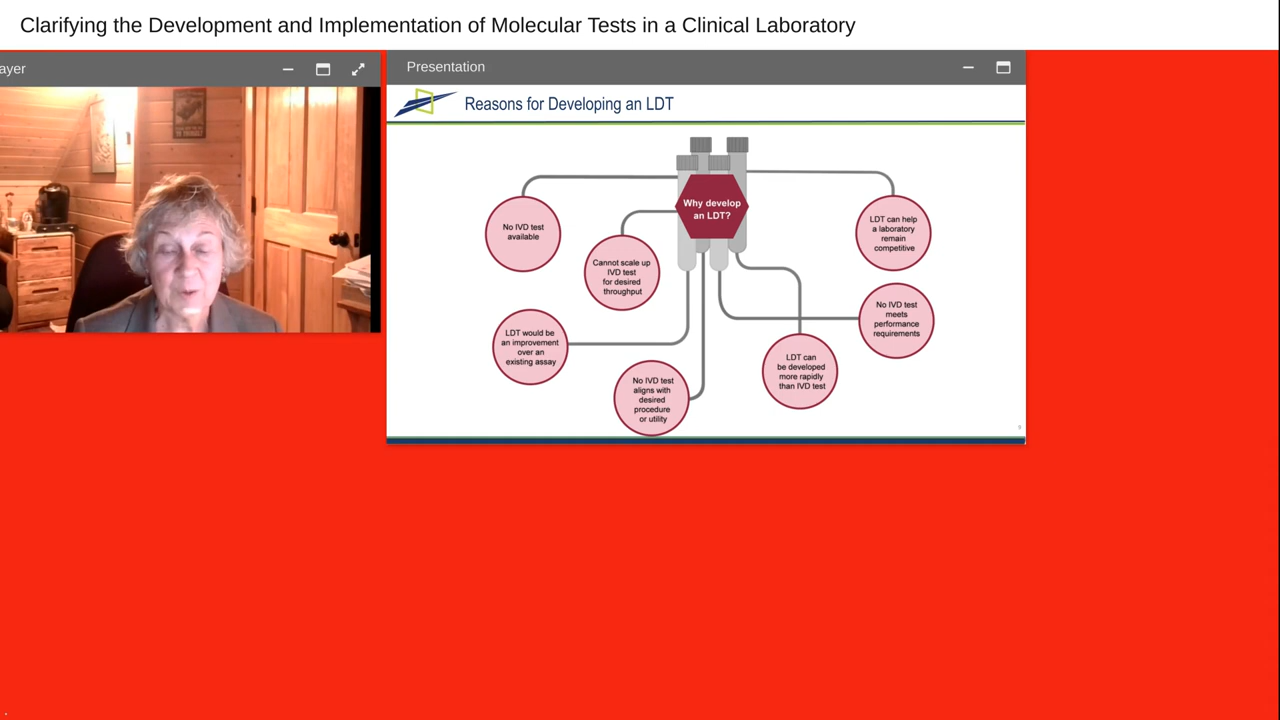 Clarifying the Development and Implementation of Molecular Tests in a Clinical Laboratory
ayer
Presentation
Reasons for Developing an LDT
Why develop
an LDT?
No IVD test
available
Cannot scale up
IVD test
for desired
throughput
LDT would be
an improvement
over an
existing assay
No IVD test
aligns with
desired
procedure
or utility
LDT can
be developed
more rapidly
than IVD test
No IVD test
meets
performance
requirements
LDT can help
a laboratory
remain
competitive